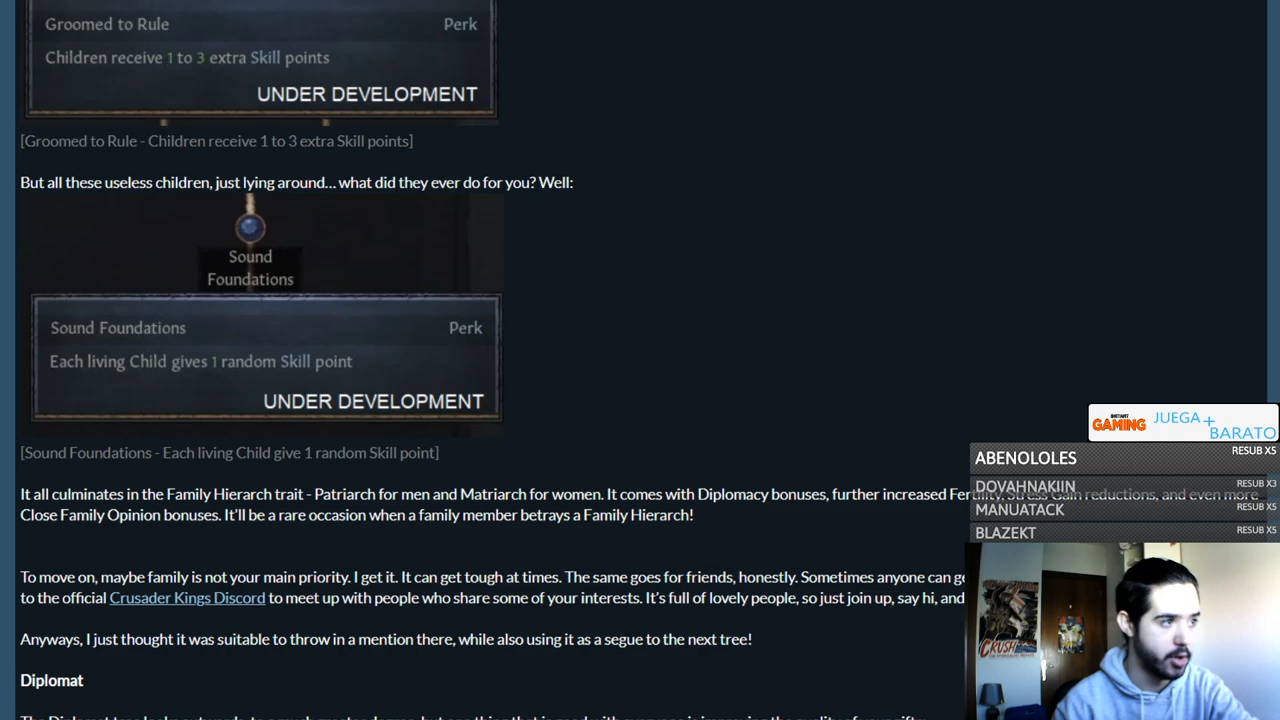 Groomed to Rule Perk
Children receive 1 to 3 extra Skill points
UNDER DEVELOPMENT
[Groomed to Rule - Children receive 1 to 3 extra Skill points]
But all these useless children, just lying around... what did they ever do for you? Well:
Sound
Foundations
Sound Foundations Perk
Each living Child gives 1 random Skill point
UNDER DEVELOPMENT
[Sound Foundations - Each living Child give 1 random Skill point]
INSTANT
GAMING
JUEGA+
BARATO
ABENOLOLES RESUB X5
DOVAHNAKIIN RESUB X3
MANUATACK RESUB X5
BLAZEKT RESUB X5
It all culminates in the Family Hierarch trait - Patriarch for men and Matriarch for women. It comes with Diplomacy bonuses, further increased Fertility, Stress Gain reductions, and even more
Close Family Opinion bonuses. It'll be a rare occasion when a family member betrays a Family Hierarch!
To move on, maybe family is not your main priority. I get it. It can get tough at times. The same goes for friends, honestly. Sometimes anyone can
to the official Crusader Kings Discord to meet up with people who share some of your interests. It's full of lovely people, so just join up, say hi, and
Anyways, I just thought it was suitable to throw in a mention there, while also using it as a segue to the next tree!
Diplomat
CRUSH